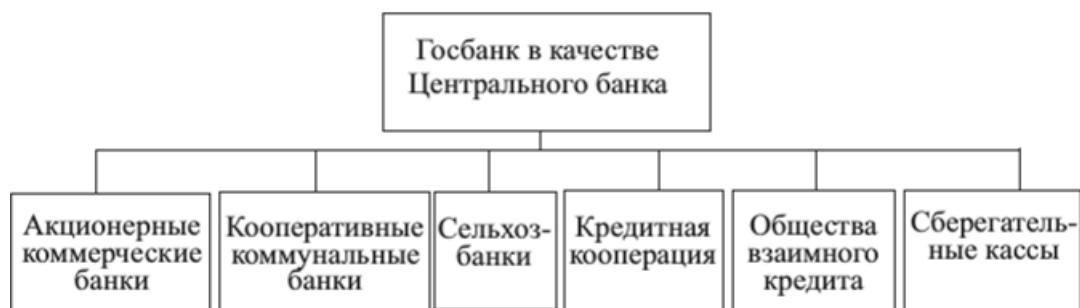 Госбанк в качестве
Центрального банка
Акционерные
коммерческие
банки
Кооперативные
коммунальные
банки
Сельхоз-
банки
Кредитная
кооперация
Общества
взаимного
кредита
Сберегатель-
ные кассы